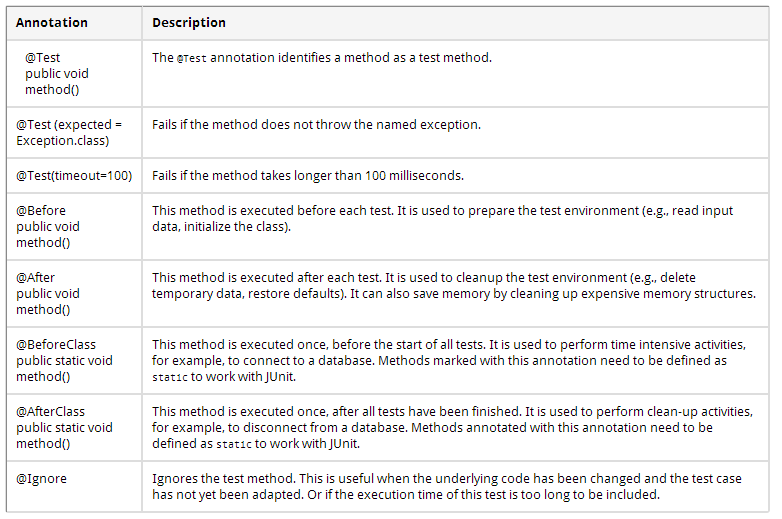 Annotation Description
@Test
public void
method()
The @Test annotation identifies a method as a test method.
@Test (expected =
Exception.class)
Fails if the method does not throw the named exception.
@Test(timeout=100)
Fails if the method takes longer than 100 milliseconds.
@Before
public void
method()
This method is executed before each test. It is used to prepare the test environment (e.g., read input
data, initialize the class).
@After
public void
method()
This method is executed after each test. It is used to cleanup the test environment (e.g., delete
temporary data, restore defaults). It can also save memory by cleaning up expensive memory structures.
@BeforeClass
public static void
method()
This method is executed once, before the start of all tests. It is used to perform time intensive activities,
for example, to connect to a database. Methods marked with this annotation need to be defined as
static to work with JUnit.
@AfterClass
public static void
method()
This method is executed once, after all tests have been finished. It is used to perform clean-up activities,
for example, to disconnect from a database. Methods annotated with this annotation need to be
defined as static to work with JUnit.
@Ignore
Ignores the test method. This is useful when the underlying code has been changed and the test case
has not yet been adapted. Or if the execution time of this test is too long to be included.